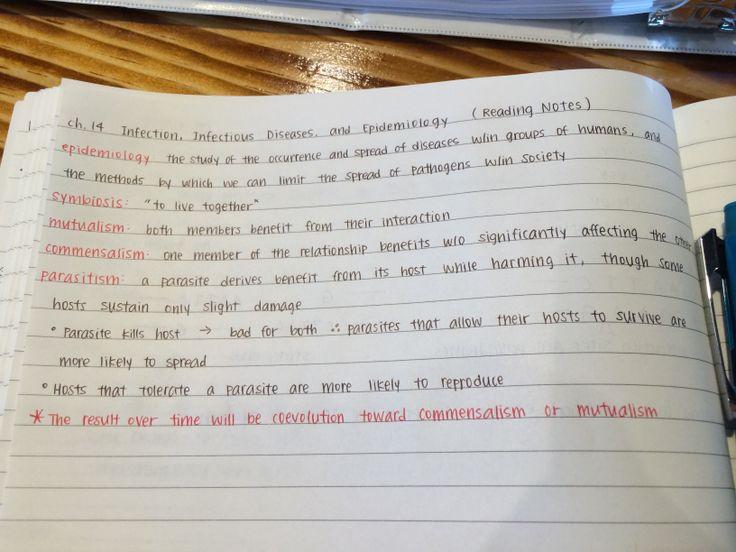 Ch. 14 Infection, Infectious Diseases, and Epidemiology (Reading Notes)
epidemiology the study of the occurrence and spread of diseases w/in groups of humans, and
the methods by which we can limit the spread of pathogens w/in sosiety
symbiosis: "to live together"
mutualism: both members benefit from their interaction
commensalism: one member of the relationship benefits w/o significantly affecting the other
parasitism: a parasite derives benefit from its host while harming it, though some
hosts sustain only slight damage
° Parasite kills host → bad for both ∴ parasites that allow their hosts to survive are
more likely to spread
° Hosts that tolerate a parasite are more likely to reproduce
* The result over time will be coevolution toward commensalism or mutualism